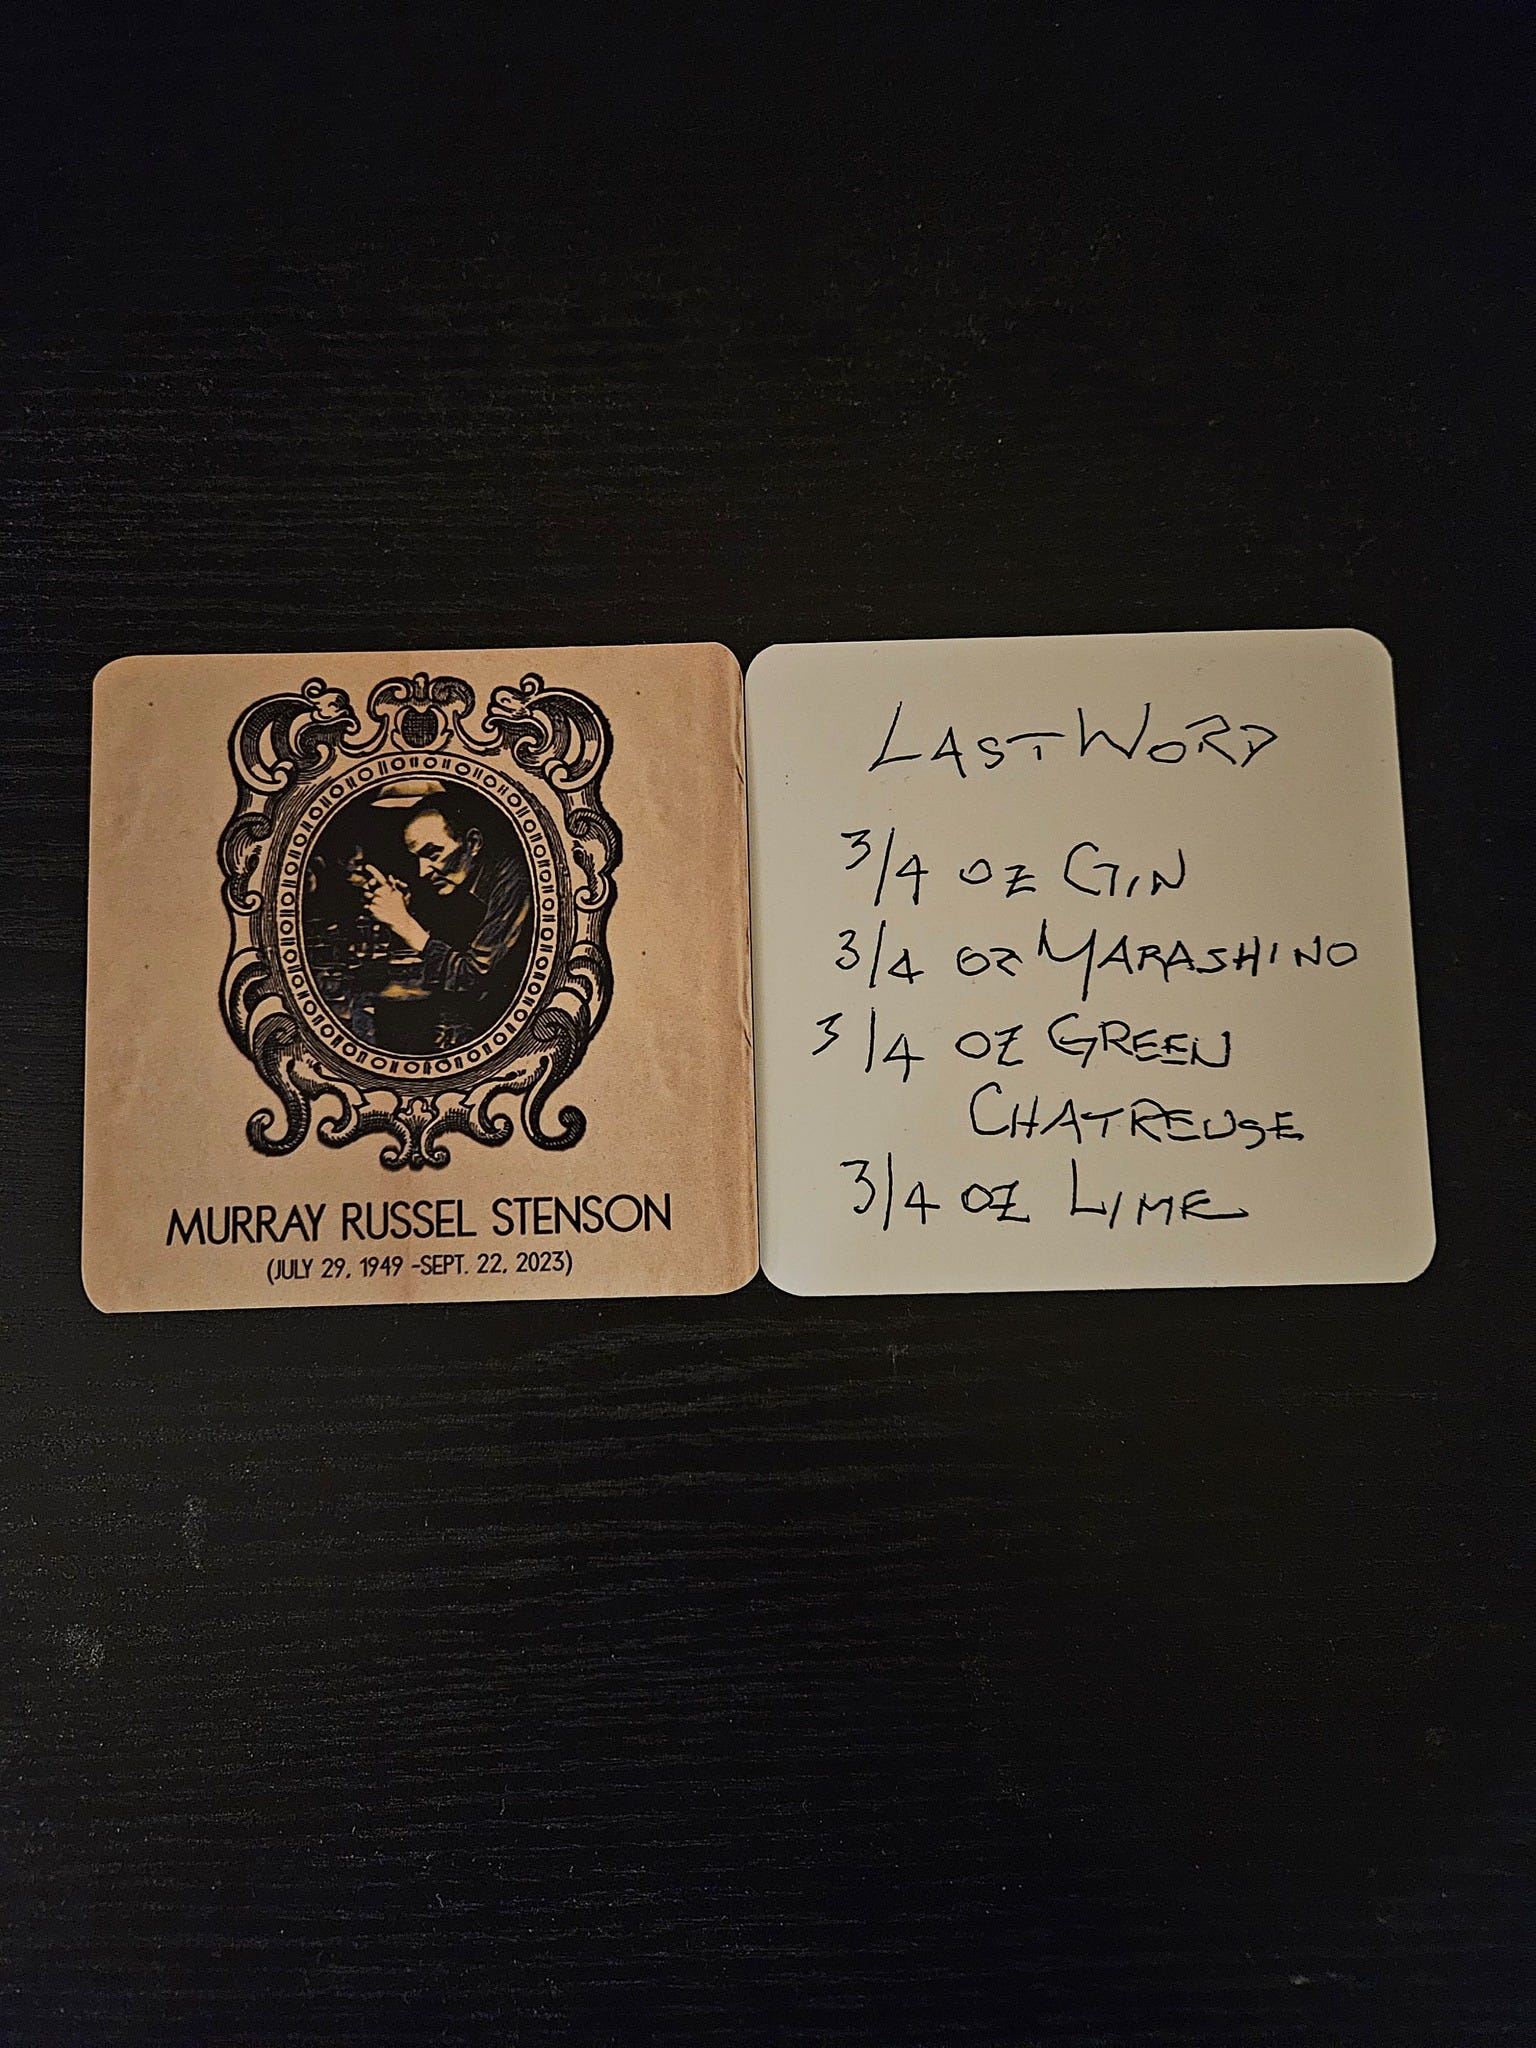 MURRAY RUSSEL STENSON
(JULY 29, 1949 -SEPT. 22, 2023)
LAST WORD
3/4 OZ GIN
3/4 OZ MARASHINO
3/4 OZ GREEN
CHATREUSE
3/4 OZ LIME